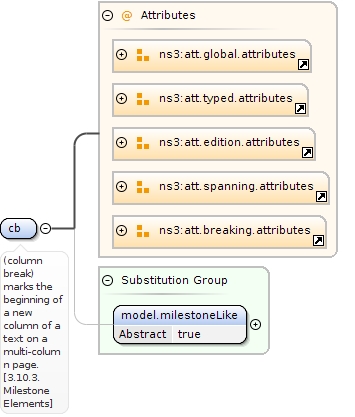 Attributes
ns3:att.global.attributes
ns3:att.typed.attributes
ns3:att.edition.attributes
ns3:att.spanning.attributes
ns3:att.breaking.attributes
cb
(column
break)
marks the
beginning of
a new
column of a
text on a
multi-colum
n page.
[3.10.3.
Milestone
Elements]
Substitution Group
model.milestoneLike
Abstract true